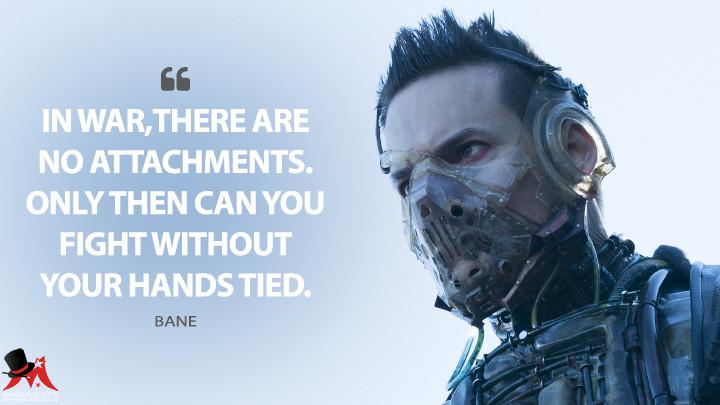 ❝
IN WAR, THERE ARE
NO ATTACHMENTS.
ONLY THEN CAN YOU
FIGHT WITHOUT
YOUR HANDS TIED.
BANE